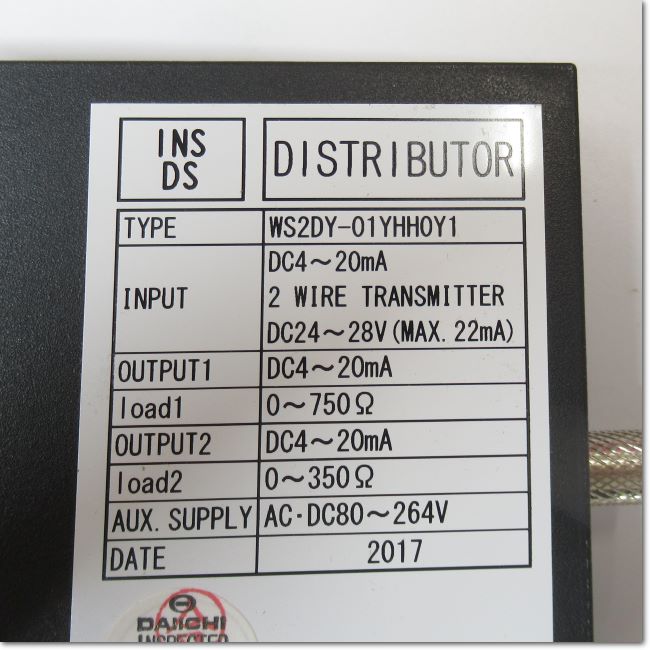 INS
DS
DISTRIBUTOR
TYPE WS2DY-01YHH0Y1
INPUT DC4～20mA
2 WIRE TRANSMITTER
DC24～28V(MAX. 22mA)
OUTPUT1 DC4～20mA
load1 0～750Ω
OUTPUT2 DC4～20mA
load2 0～350Ω
AUX. SUPPLY AC·DC80～264V
DATE 2017
DAIICHI
INSPECTED